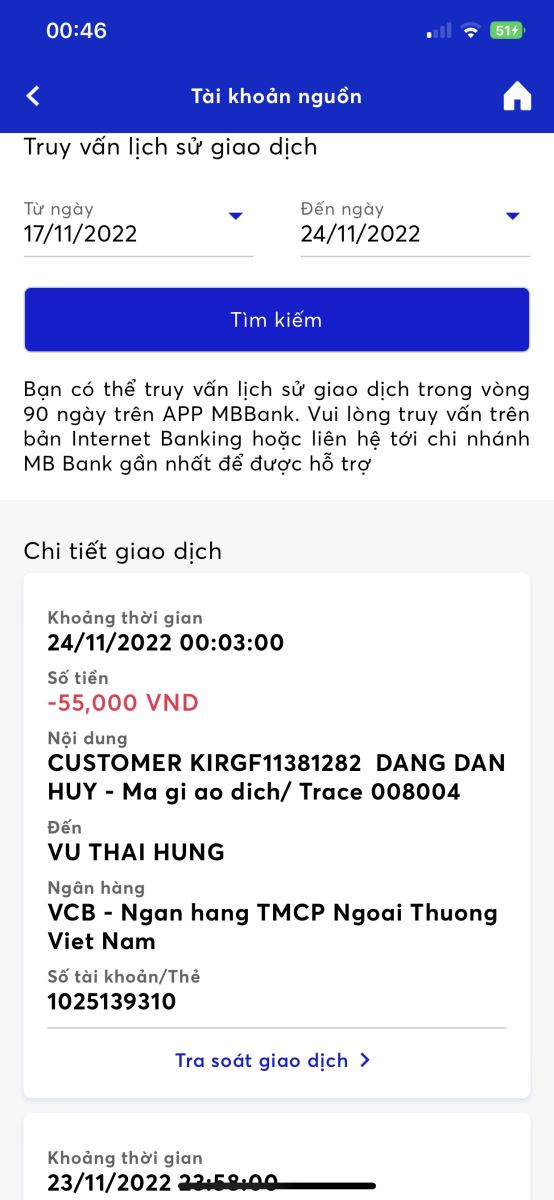 00:46
51
Tài khoản nguồn
Truy vấn lịch sử giao dịch
Từ ngày
Đến ngày
17/11/2022
24/11/2022
Tìm kiếm
Bạn có thể truy vấn lịch sử giao dịch trong vòng
90 ngày trên APP MBBank. Vui lòng truy vấn trên
bản Internet Banking hoặc liên hệ tới chi nhánh
MB Bank gần nhất để được hỗ trợ
Chi tiết giao dịch
Khoảng thời gian
24/11/2022 00:03:00
Số tiền
-55,000 VND
Nội dung
CUSTOMER KIRGF11381282 DANG DAN
HUY - Ma gi ao dich/ Trace 008004
Đến
VU THAI HUNG
Ngân hàng
VCB - Ngan hang TMCP Ngoai Thuong
Viet Nam
Số tài khoản/Thẻ
1025139310
Tra soát giao dịch
Khoảng thời gian
23/11/2022 23:58:00